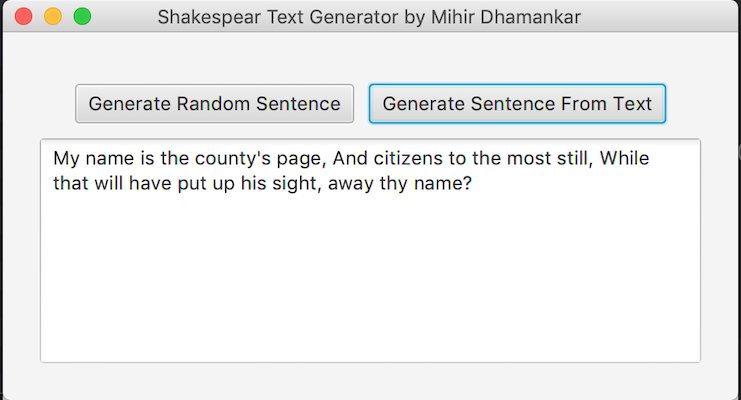 Shakespear Text Generator by Mihir Dhamankar
Generate Random Sentence
Generate Sentence From Text
My name is the county's page, And citizens to the most still, While
that will have put up his sight, away thy name?